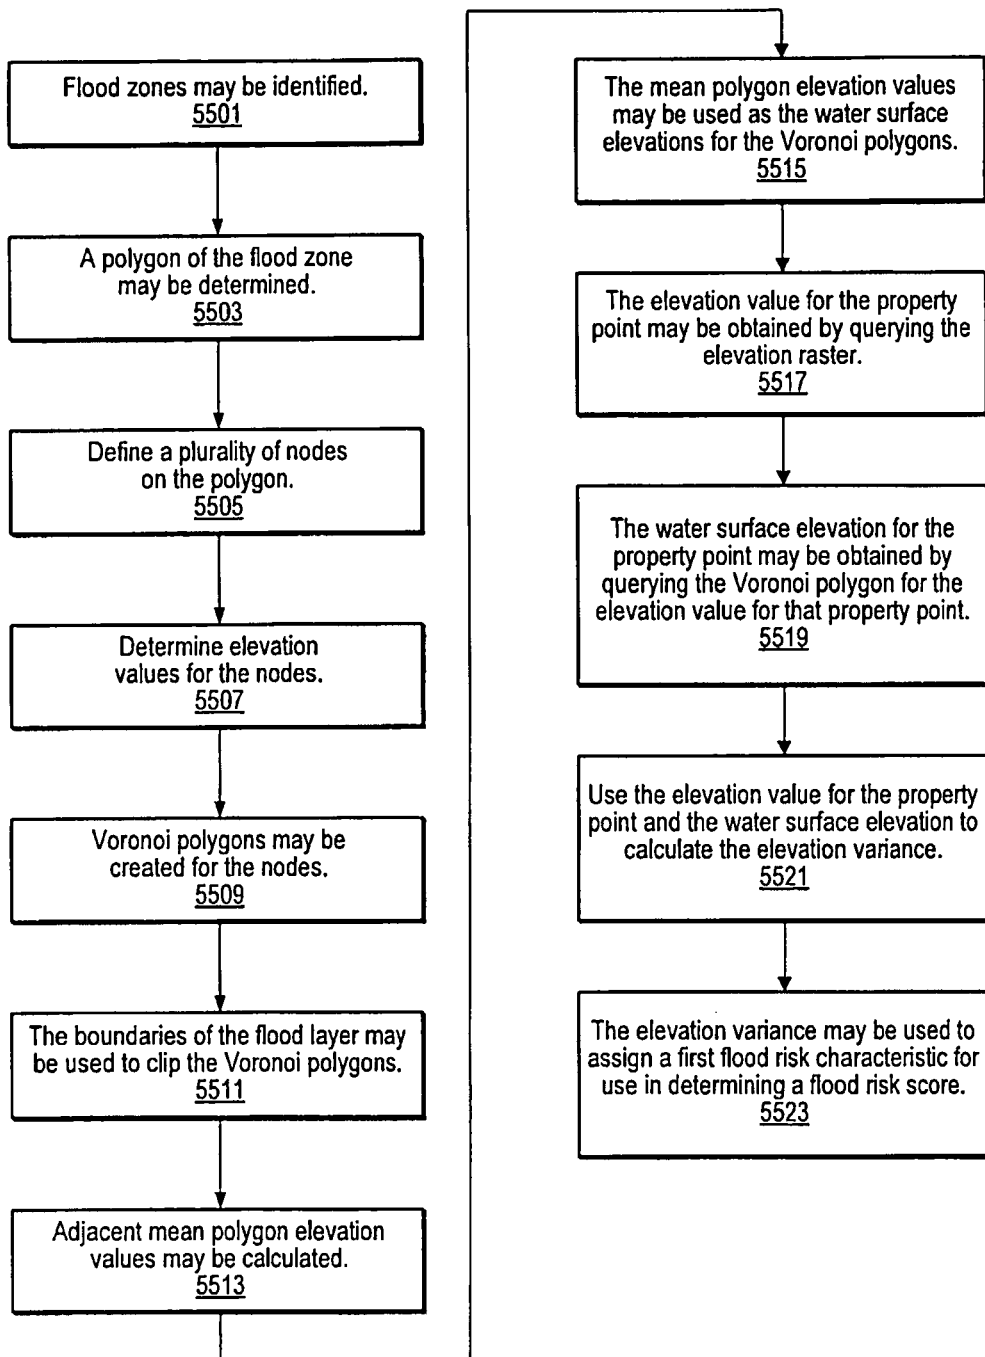 Flood zones may be identified.
5501
A polygon of the flood zone
may be determined.
5503
Define a plurality of nodes
on the polygon.
5505
Determine elevation
values for the nodes.
5507
Voronoi polygons may be
created for the nodes.
5509
The boundaries of the flood layer may
be used to clip the Voronoi polygons.
5511
Adjacent mean polygon elevation
values may be calculated.
5513
The mean polygon elevation values
may be used as the water surface
elevations for the Voronoi polygons.
5515
The elevation value for the property
point may be obtained by querying the
elevation raster.
5517
The water surface elevation for the
property point may be obtained by
querying the Voronoi polygon for the
elevation value for that property point.
5519
Use the elevation value for the property
point and the water surface elevation to
calculate the elevation variance.
5521
The elevation variance may be used to
assign a first flood risk characteristic for
use in determining a flood risk score.
5523